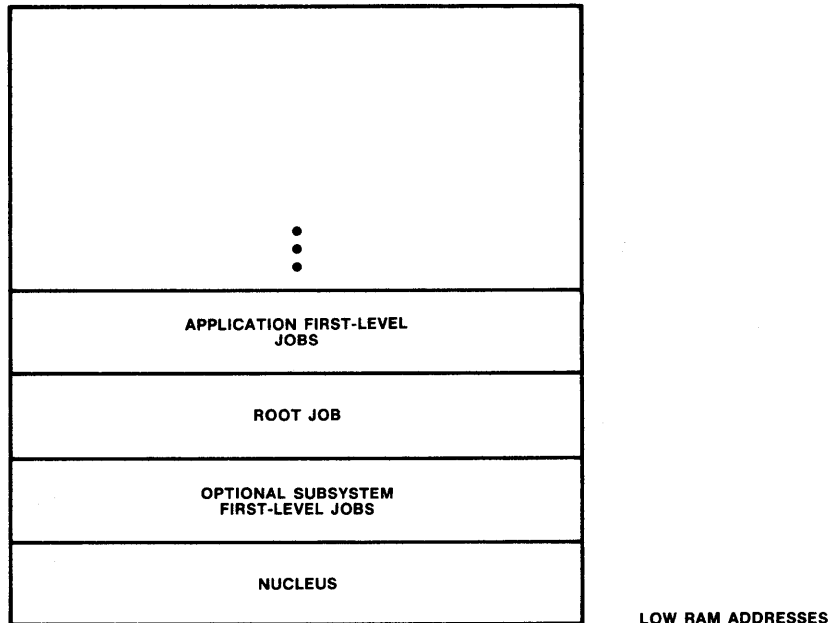 APPLICATION FIRST-LEVEL
JOBS
ROOT JOB
OPTIONAL SUBSYSTEM
FIRST-LEVEL JOBS
NUCLEUS
LOW RAM ADDRESSES